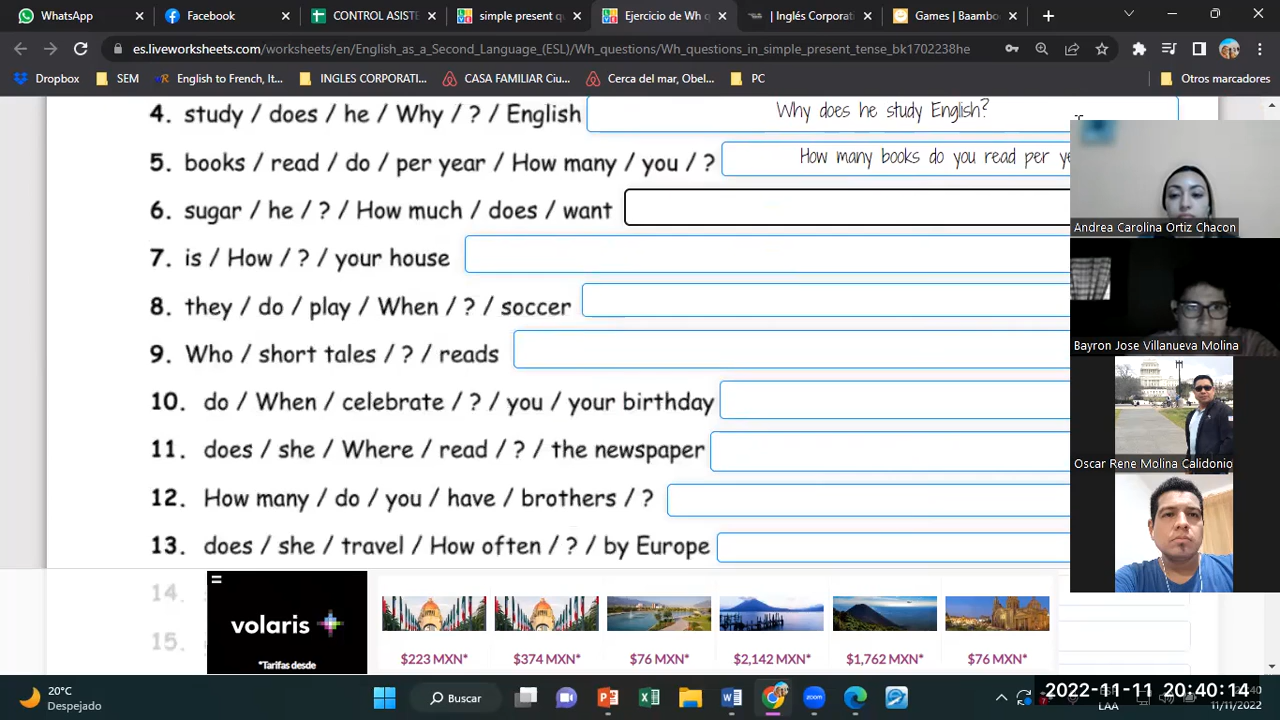 WhatsApp
Facebook
CONTROL ASIST
simple present q
Ejercicio de Wh q
| Inglés Corporat
Games | Baambo
es.liveworksheets.com/worksheets/en/English_as_a_Second_Language_(ESL)/Wh_questions/Wh_questions_in_simple_present_tense_bk1702238he
Dropbox
SEM
English to French, It...
INGLES CORPORATI...
CASA FAMILIAR Ciu...
Cerca del mar, Obel...
PC
Otros marcadores
4. study / does / he / Why / ? / English
Why does he study English?
5. books / read / do / per year / How many / you / ?
How many books do you read per ye
6. sugar / he / ? / How much / does / want
7. is / How / ? / your house
8. they / do / play / When / ? / soccer
9. Who / short tales / ? / reads
10. do / When / celebrate / ? / you / your birthday
11. does / she / Where / read / ? / the newspaper
12. How many / do / you / have / brothers / ?
13. does / she / travel / How often / ? / by Europe
14.
15.
Andrea Carolina Ortiz Chacon
Bayron Jose Villanueva Molina
Oscar Rene Molina Calidonio
volaris
*Tarifas desde
$223 MXN*
$374 MXN*
$76 MXN*
$2,142 MXN*
$1,762 MXN*
$76 MXN*
20°C
Despejado
Buscar
LAA
2022-11-11 20:40:14
11/11/2022